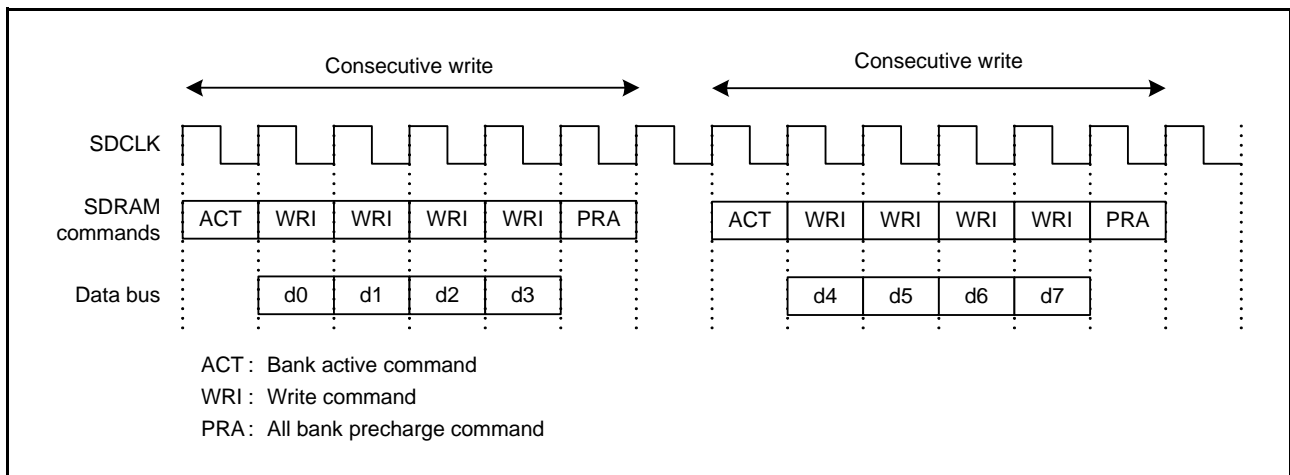 Consecutive write Consecutive write
SDCLK
SDRAM commands ACT WRI WRI WRI WRI PRA ACT WRI WRI WRI WRI PRA
Data bus d0 d1 d2 d3 d4 d5 d6 d7
ACT : Bank active command
WRI : Write command
PRA : All bank precharge command